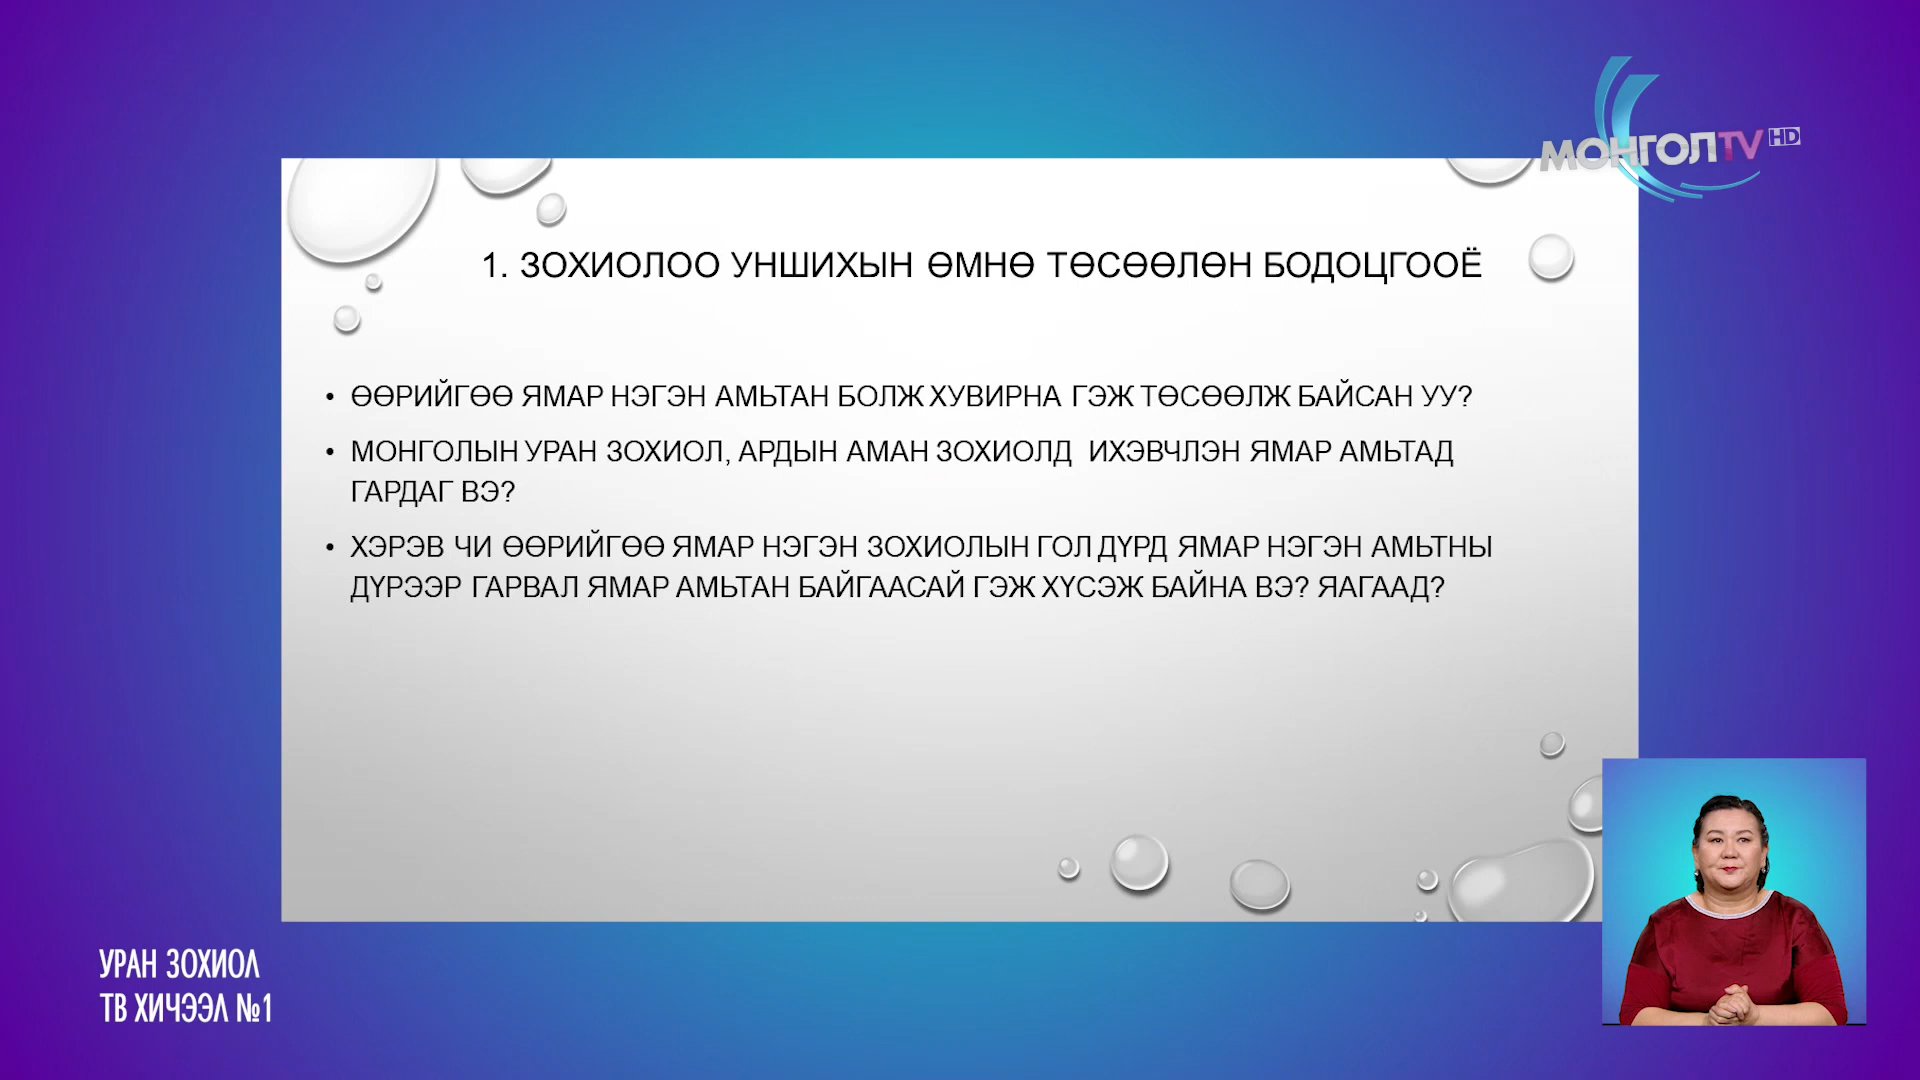 МОНГОЛTV HD
1. ЗОХИОЛОО УНШИХЫН ӨМНӨ ТӨСӨӨЛӨН БОДОЦГООЁ
• ӨӨРИЙГӨӨ ЯМАР НЭГЭН АМЬТАН БОЛЖ ХУВИРНА ГЭЖ ТӨСӨӨЛЖ БАЙСАН УУ?
• МОНГОЛЫН УРАН ЗОХИОЛ, АРДЫН АМАН ЗОХИОЛД ИХЭВЧЛЭН ЯМАР АМЬТАД
ГАРДАГ ВЭ?
• ХЭРЭВ ЧИ ӨӨРИЙГӨӨ ЯМАР НЭГЭН ЗОХИОЛЫН ГОЛ ДҮРД ЯМАР НЭГЭН АМЬТНЫ
ДҮРЭЭР ГАРВАЛ ЯМАР АМЬТАН БАЙГААСАЙ ГЭЖ ХҮСЭЖ БАЙНА ВЭ? ЯАГААД?
УРАН ЗОХИОЛ
ТВ ХИЧЭЭЛ №1